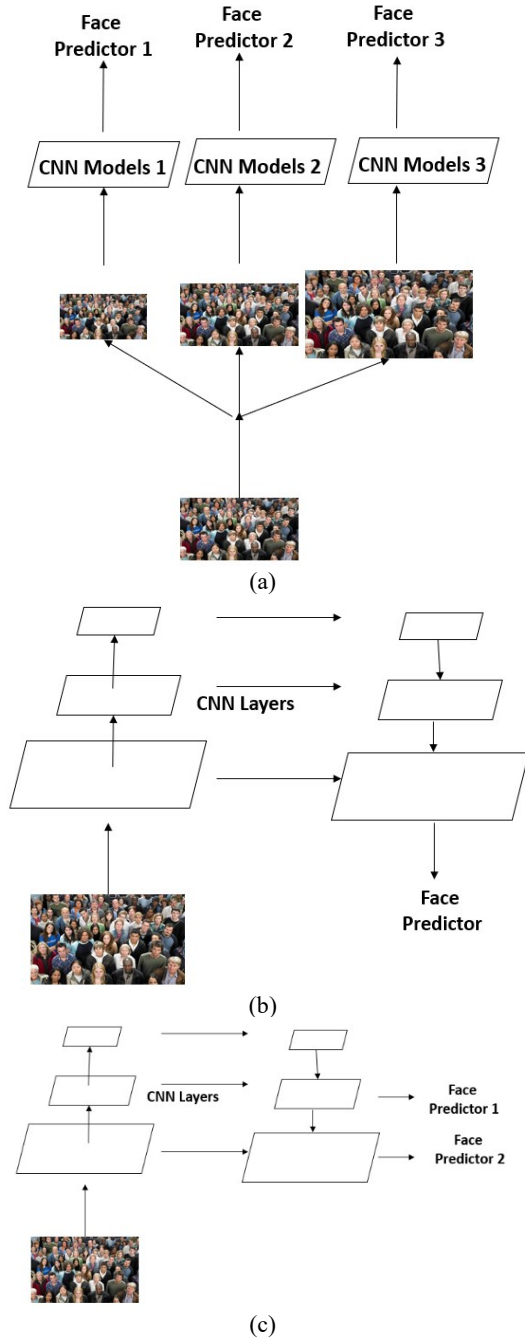 Face
Predictor 1
Face
Predictor 2
Face
Predictor 3
CNN Models 1
CNN Models 2
CNN Models 3
(a)
CNN Layers
Face
Predictor
(b)
CNN Layers
Face
Predictor 1
Face
Predictor 2
(c)